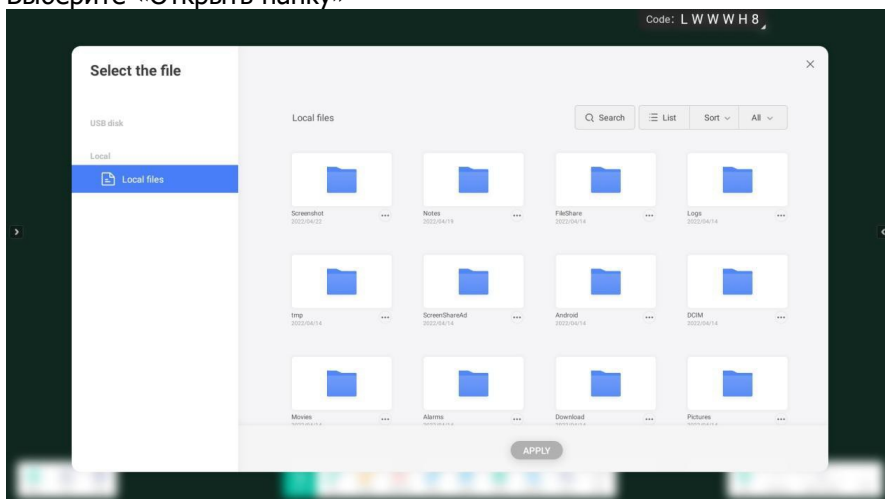 Выберите «Открыть папку»
Code: LWWWH8
Select the file
USB disk
Local
Local files
Local files
Search
List
Sort
All
Screenshot
2022/04/22
Notes
2022/04/19
FileShare
2022/04/14
Logs
2022/04/14
tmp
2022/04/14
ScreenShareAd
2022/04/14
Android
2022/04/14
DCIM
2022/04/14
Movies
Alarms
Download
Pictures
APPLY